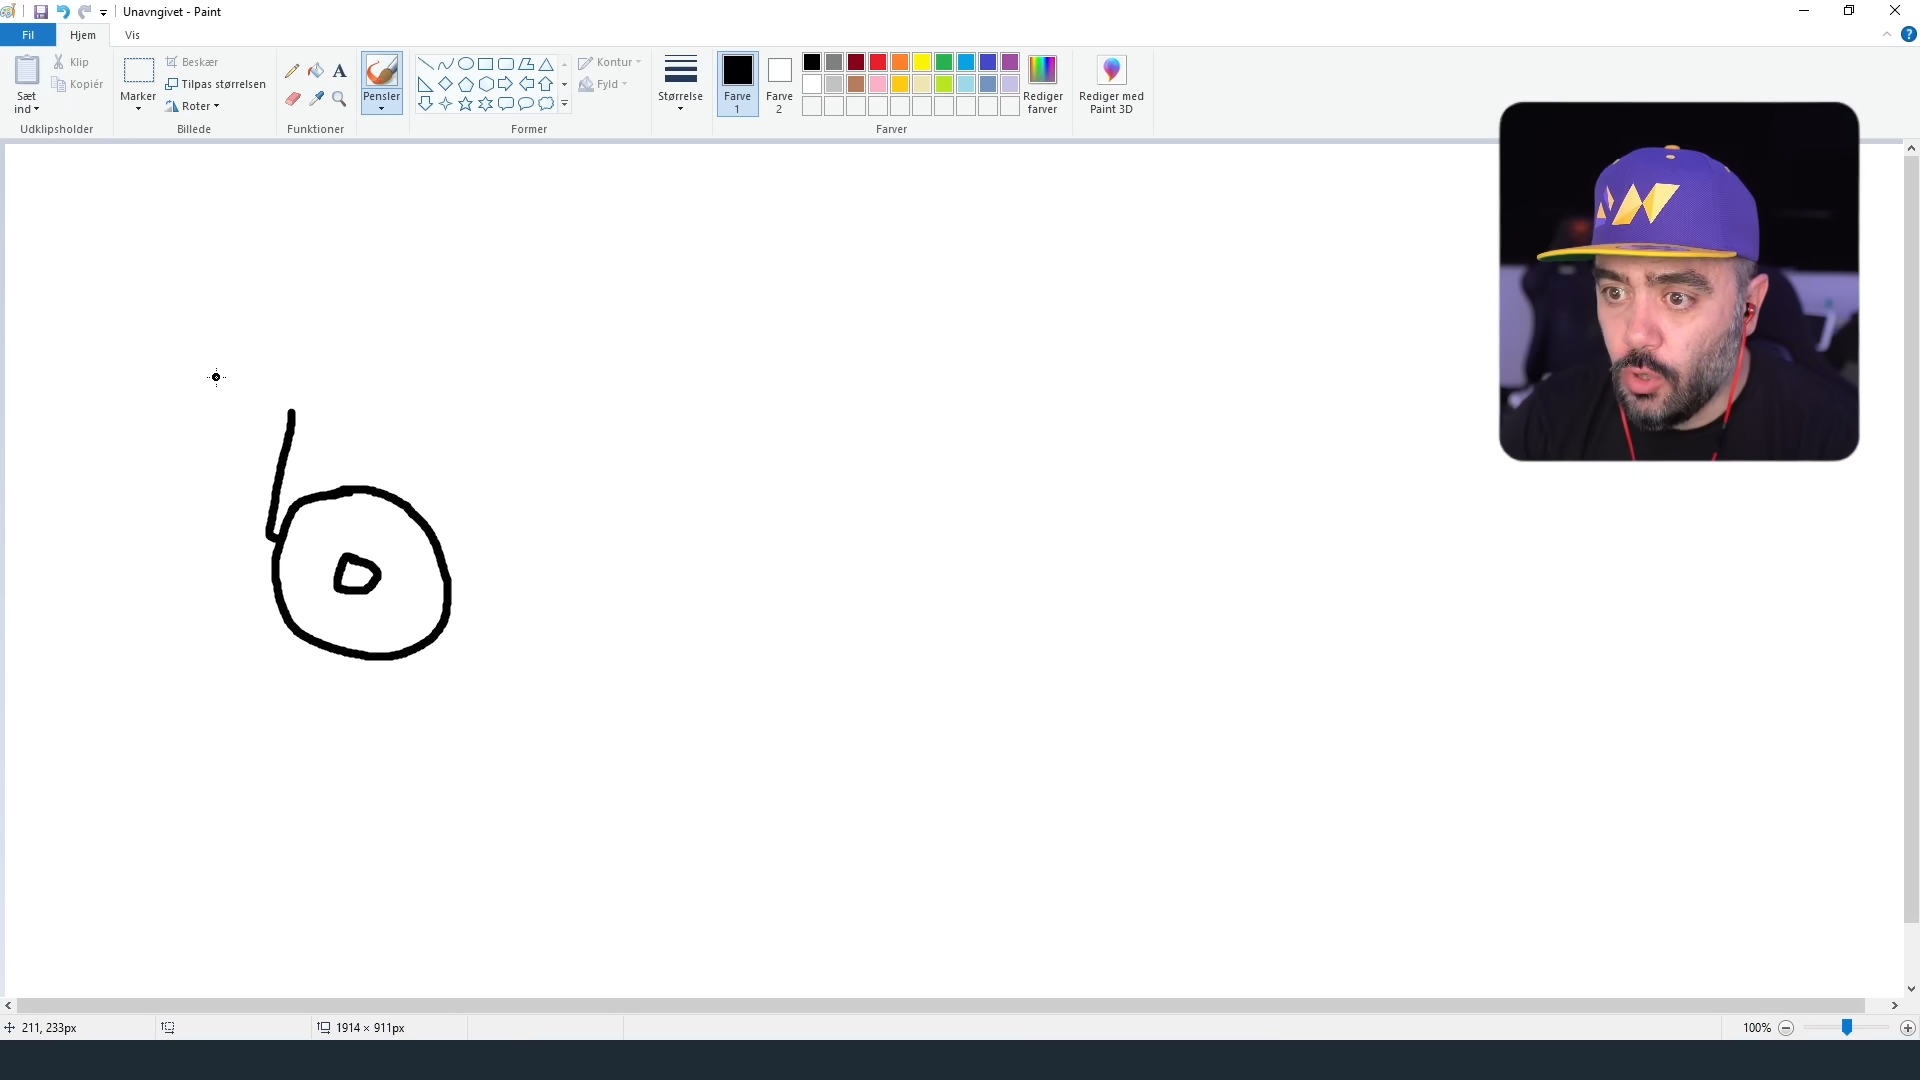 Unavngivet - Paint
Fil Hjem Vis
Sæt ind
Klip
Kopiér
Udklipsholder
Marker
Beskær
Tilpas størrelsen
Roter
Billede
A
Funktioner
Pensler
Former
Kontur
Fyld
Størrelse
Farve 1
Farve 2
Farver
Rediger farver
Rediger med Paint 3D
211, 233px
1914 × 911px
100%